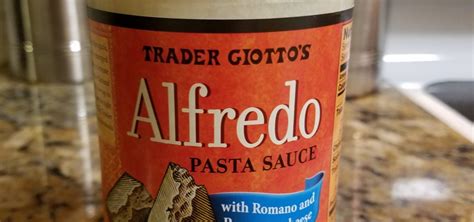 TRADER GIOTTO'S
Alfredo
PASTA SAUCE
with Romano and